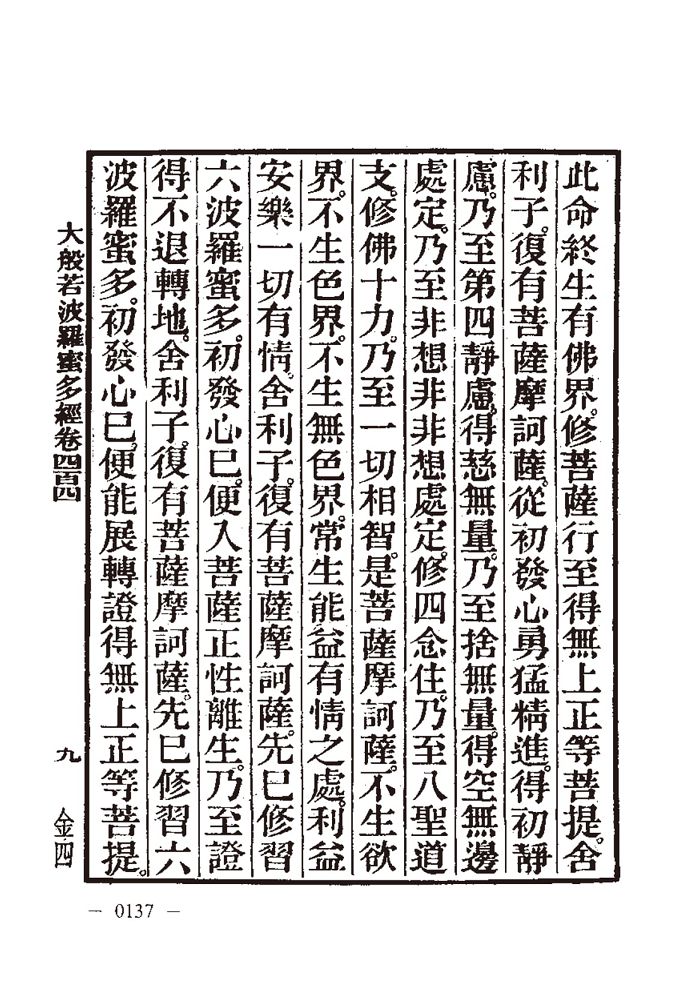 此命終生有佛界。修菩薩行至得無上正等菩提。舍
利子。復有菩薩摩訶薩。從初發心勇猛精進。得初靜
慮。乃至第四靜慮。得慈無量。乃至捨無量。得空無邊
處定。乃至非想非非想處定。修四念住。乃至八聖道
支。修佛十力。乃至一切相智。是菩薩摩訶薩。不生欲
界。不生色界。不生無色界。常生能益有情之處。利益
安樂一切有情。舍利子。復有菩薩摩訶薩。先已修習
六波羅蜜多。初發心已。便入菩薩正性離生。乃至證
得不退轉地。舍利子。復有菩薩摩訶薩。先已修習六
波羅蜜多。初發心已。便能展轉證得無上正等菩提。
大般若波羅蜜多經卷四百四 九 金四
— 0137 —